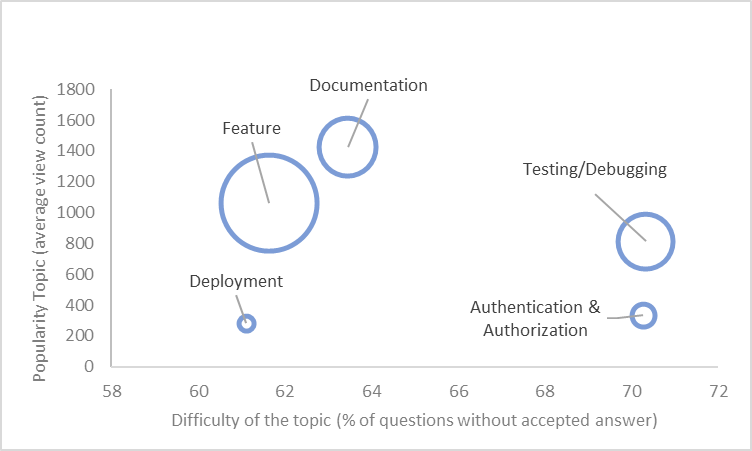 Documentation
Feature
Testing/Debugging
Deployment
Authentication &
Authorization
Popularity Topic (average view count)
1800
1600
1400
1200
1000
800
600
400
200
0
58 60 62 64 66 68 70 72
Difficulty of the topic (% of questions without accepted answer)